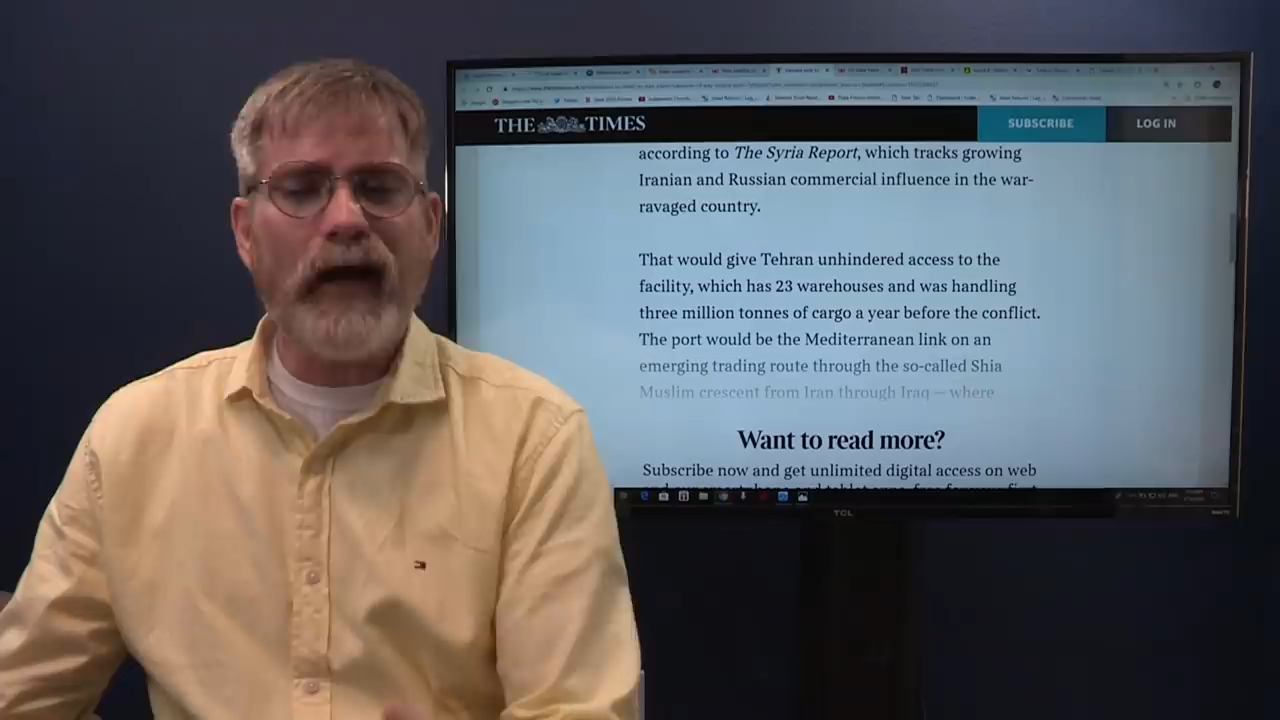 THE TIMES
SUBSCRIBE
LOG IN
according to The Syria Report, which tracks growing
Iranian and Russian commercial influence in the war-
ravaged country.
That would give Tehran unhindered access to the
facility, which has 23 warehouses and was handling
three million tonnes of cargo a year before the conflict.
The port would be the Mediterranean link on an
emerging trading route through the so-called Shia
Muslim crescent from Iran through Iraq — where
Want to read more?
Subscribe now and get unlimited digital access on web
TCL